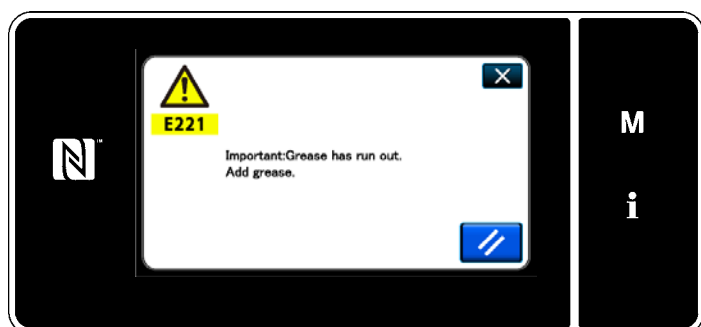 E221
Important:Grease has run out.
Add grease.
M
i